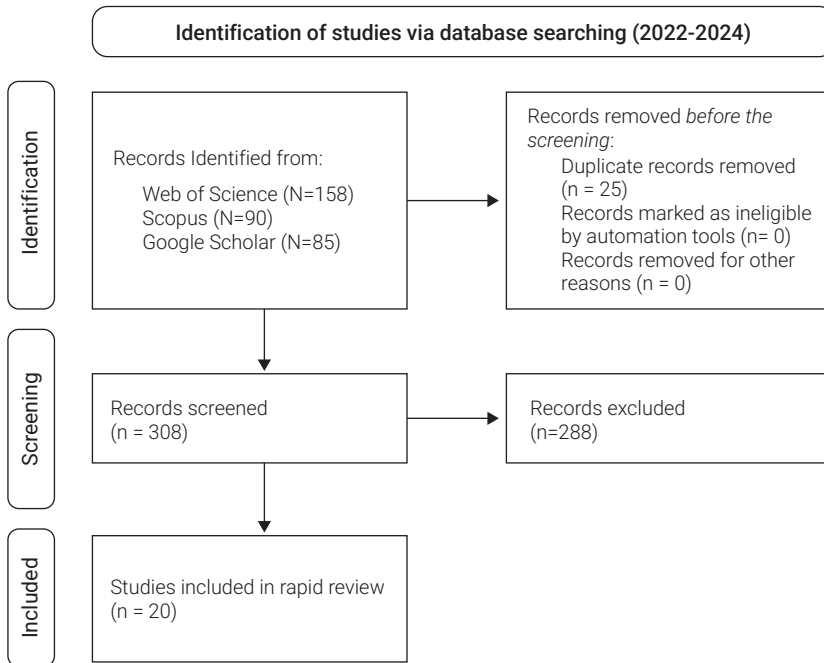 Identification of studies via database searching (2022-2024)
Identification
Records Identified from:
Web of Science (N=158)
Scopus (N=90)
Google Scholar (N=85)
Records removed before the
screening:
Duplicate records removed
(n = 25)
Records marked as ineligible
by automation tools (n= 0)
Records removed for other
reasons (n = 0)
Screening
Records screened
(n = 308)
Records excluded
(n=288)
Included
Studies included in rapid review
(n = 20)